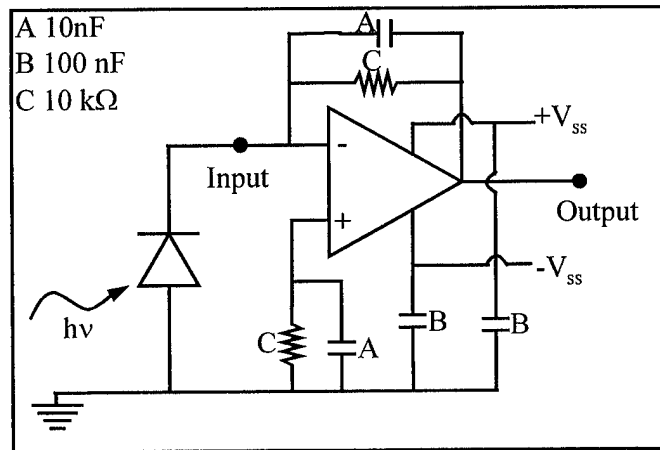 A 10nF
B 100 nF
C 10 kΩ
A
C
+V_ss
-
Input
Output
+
-V_ss
hν
C
A
B
B